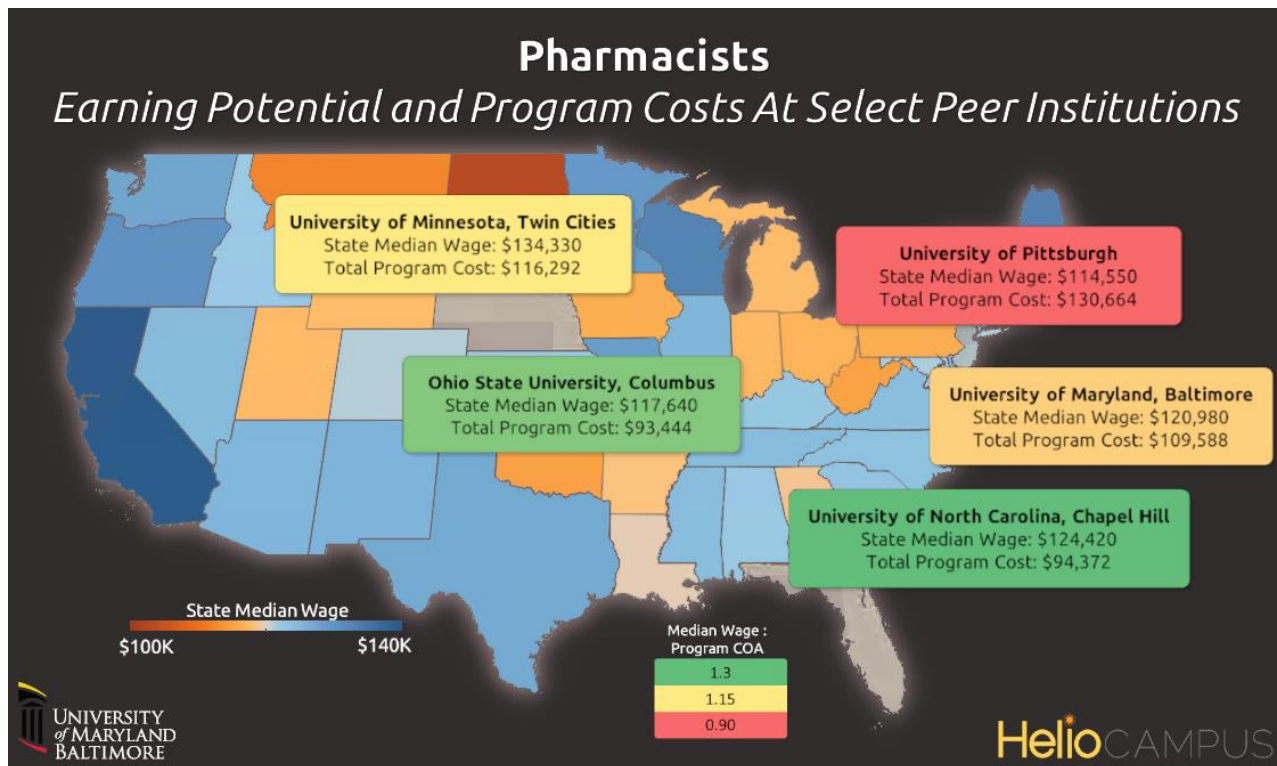 Pharmacists
Earning Potential and Program Costs At Select Peer Institutions
University of Minnesota, Twin Cities
State Median Wage: $134,330
Total Program Cost: $116,292
University of Pittsburgh
State Median Wage: $114,550
Total Program Cost: $130,664
Ohio State University, Columbus
State Median Wage: $117,640
Total Program Cost: $93,444
University of Maryland, Baltimore
State Median Wage: $120,980
Total Program Cost: $109,588
University of North Carolina, Chapel Hill
State Median Wage: $124,420
Total Program Cost: $94,372
State Median Wage
$100K
$140K
Median Wage :
Program COA
1.3
1.15
0.90
UNIVERSITY
of MARYLAND
BALTIMORE
HelioCAMPUS